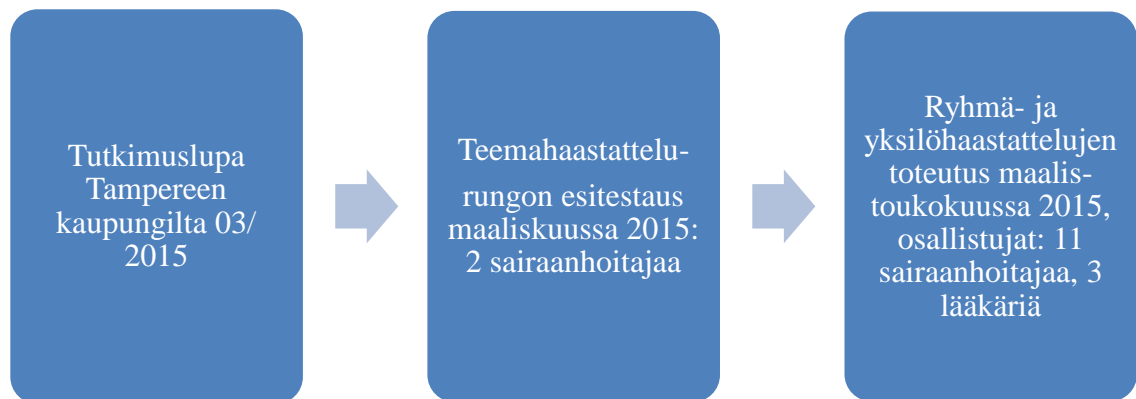 Tutkimuslupa
Tampereen
kaupungilta 03/
2015
Teemahaastattelu-
rungon esitestaus
maaliskuussa 2015:
2 sairaanhoitajaa
Ryhmä- ja
yksilöhaastattelujen
toteutus maalis-
toukokuussa 2015,
osallistujat: 11
sairaanhoitajaa, 3
lääkäriä